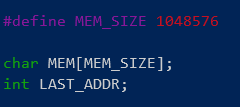 #define MEM_SIZE 1048576
char MEM[MEM_SIZE];
int LAST_ADDR;